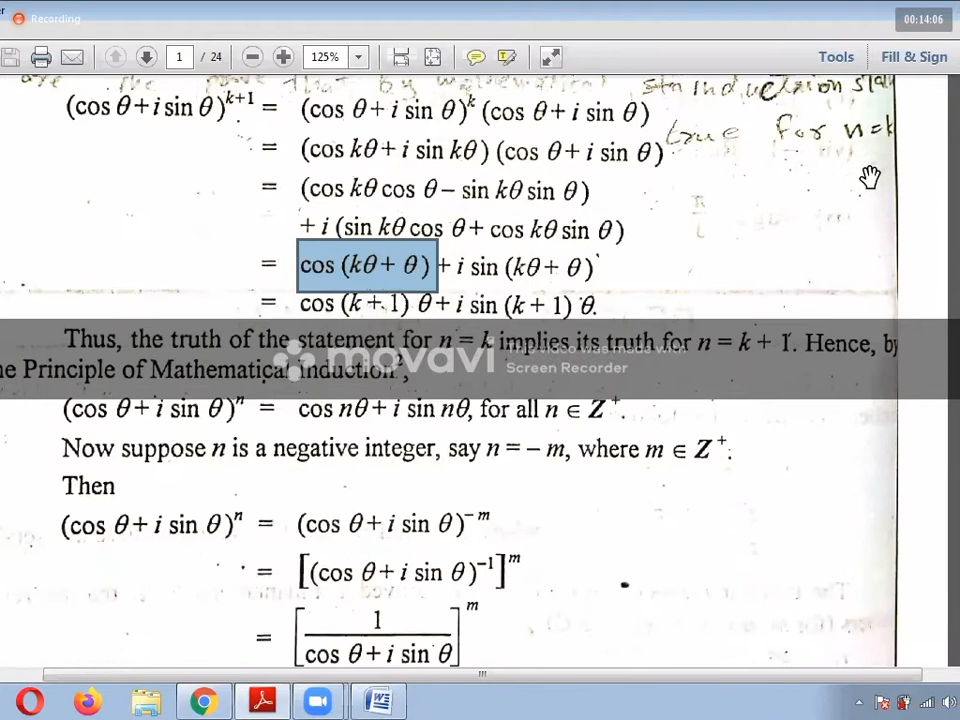 Recording
00:14:06
1 / 24
125%
Tools
Fill & Sign
that by
(cos θ+i sin θ)^{k+1} = (cos θ+i sin θ)^k (cos θ+i sin θ)
true for n=k
= (cos kθ+i sin kθ) (cos θ+i sin θ)
= (cos kθ cos θ− sin kθ sin θ)
+ i (sin kθ cos θ+ cos kθ sin θ)
= cos (kθ+ θ) + i sin (kθ+ θ)
= cos (k+1) θ+ i sin (k+1) θ.
Thus, the truth of the statement for n = k implies its truth for n = k + 1. Hence, by
movavi
Screen Recorder
he Principle of Mathematical induction,
(cos θ+i sin θ)^n = cos nθ+ i sin nθ, for all n ∈ Z^+.
Now suppose n is a negative integer, say n = − m, where m ∈ Z^+.
Then
(cos θ+i sin θ)^n = (cos θ+i sin θ)^{−m}
= [(cos θ+i sin θ)^{−1}]^m
= [1 / cos θ+i sin θ]^m